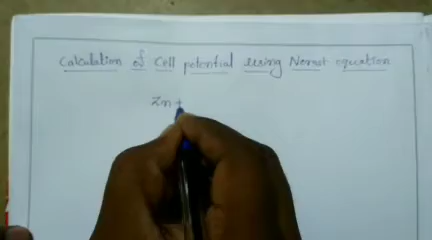 Calculation of Cell potential using Nernst equation
Zn +